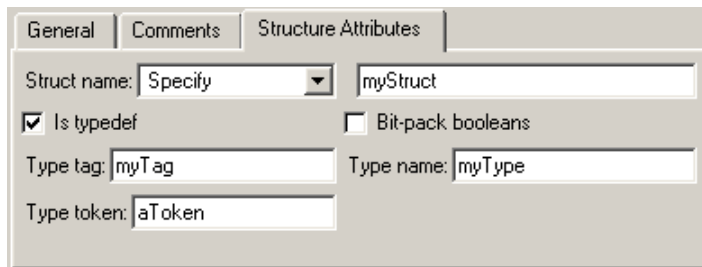 General Comments Structure Attributes
Struct name: Specify myStruct
Is typedef Bit-pack booleans
Type tag: myTag Type name: myType
Type token: aToken